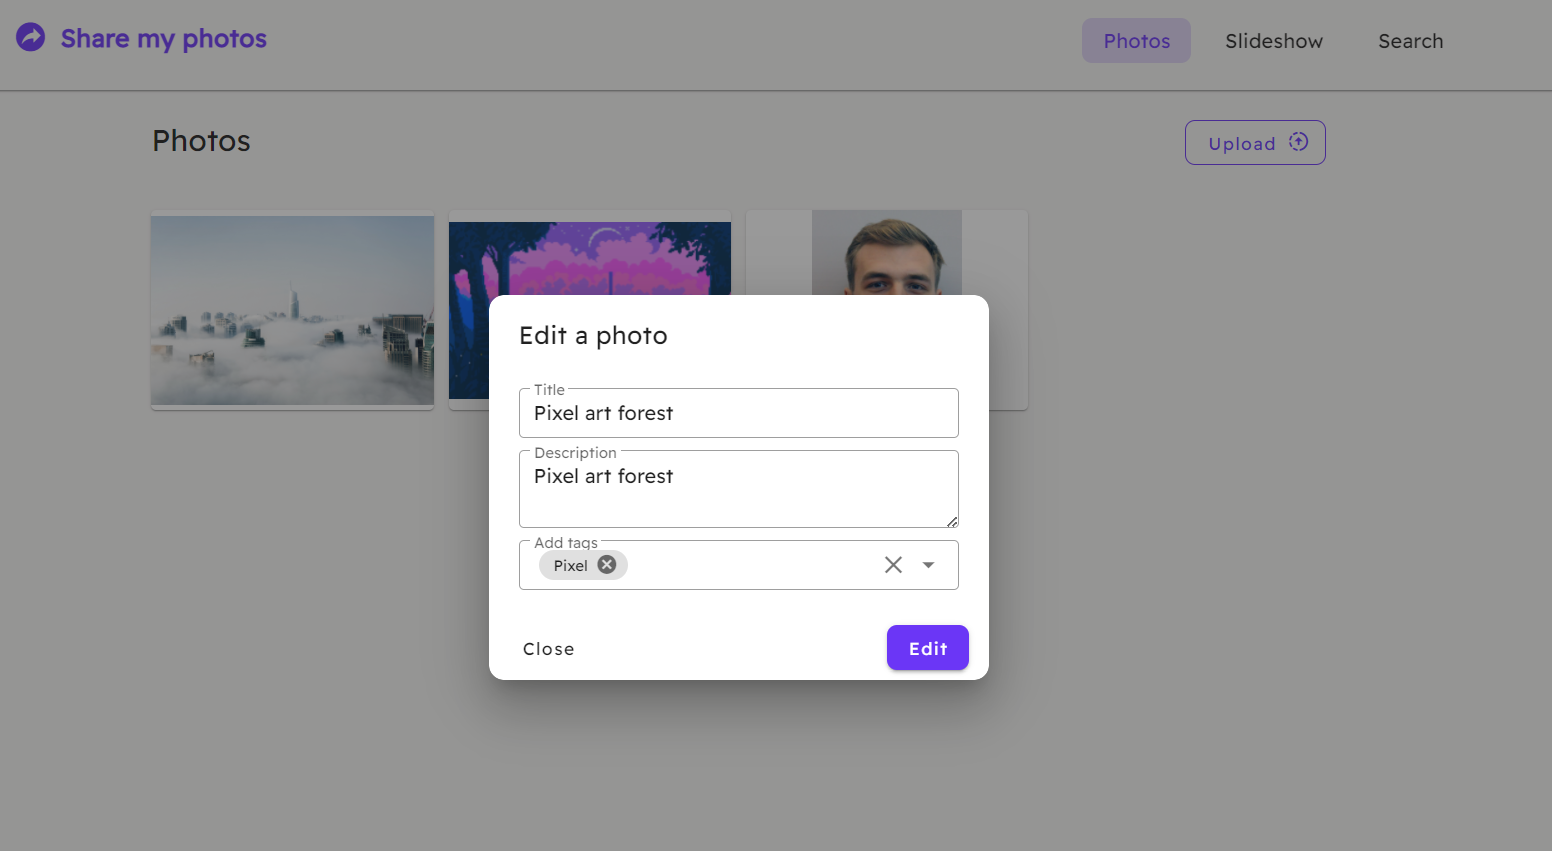 Share my photos
Photos
Slideshow
Search
Photos
Upload
Edit a photo
Title
Pixel art forest
Description
Pixel art forest
Add tags
Pixel
Close
Edit